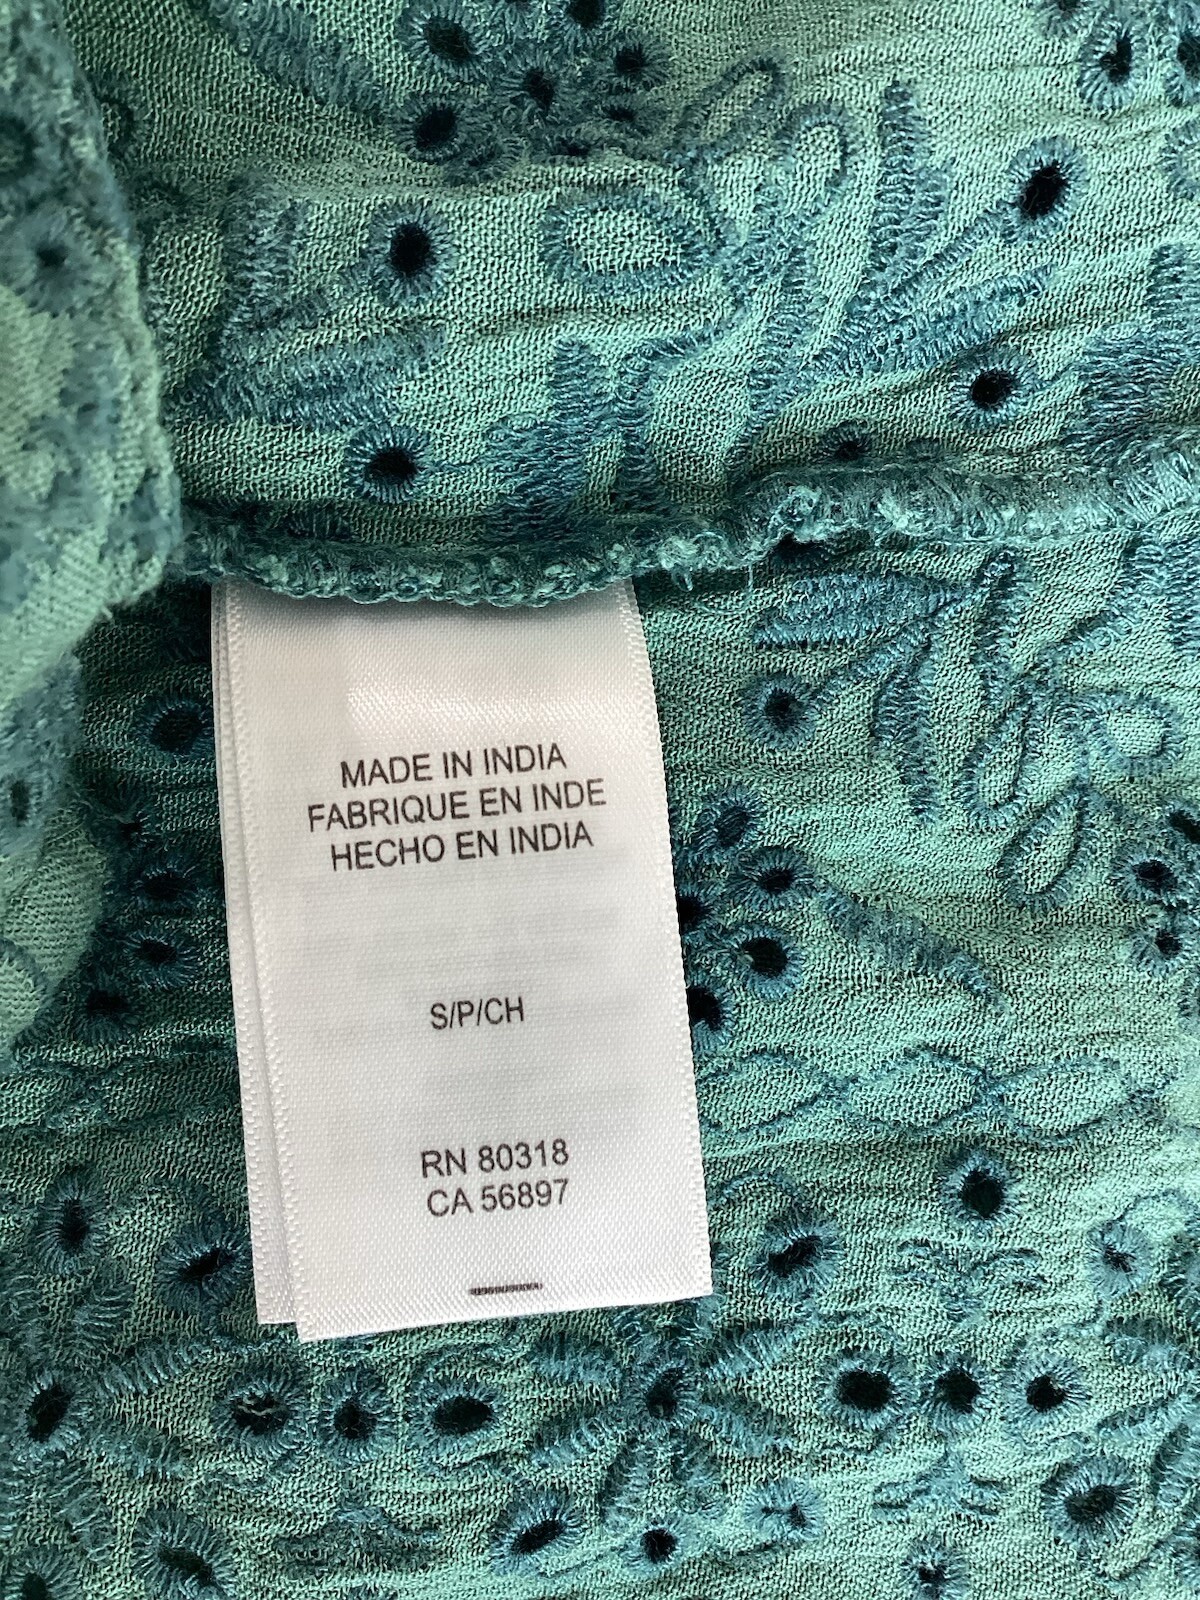 MADE IN INDIA
FABRIQUE EN INDE
HECHO EN INDIA
S/P/CH
RN 80318
CA 56897